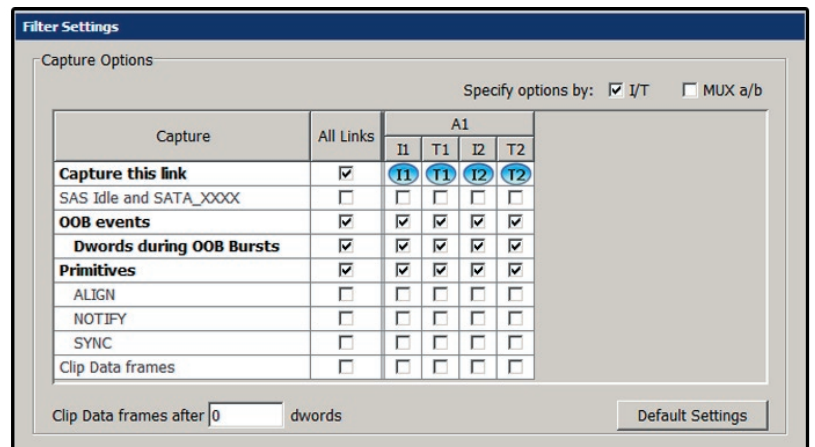 Filter Settings
Capture Options
Specify options by: I/T MUX a/b
Capture All Links A1
I1 T1 I2 T2
Capture this link I1 T1 I2 T2
SAS Idle and SATA_XXXX
OOB events
Dwords during OOB Bursts
Primitives
ALIGN
NOTIFY
SYNC
Clip Data frames
Clip Data frames after 0 dwords Default Settings